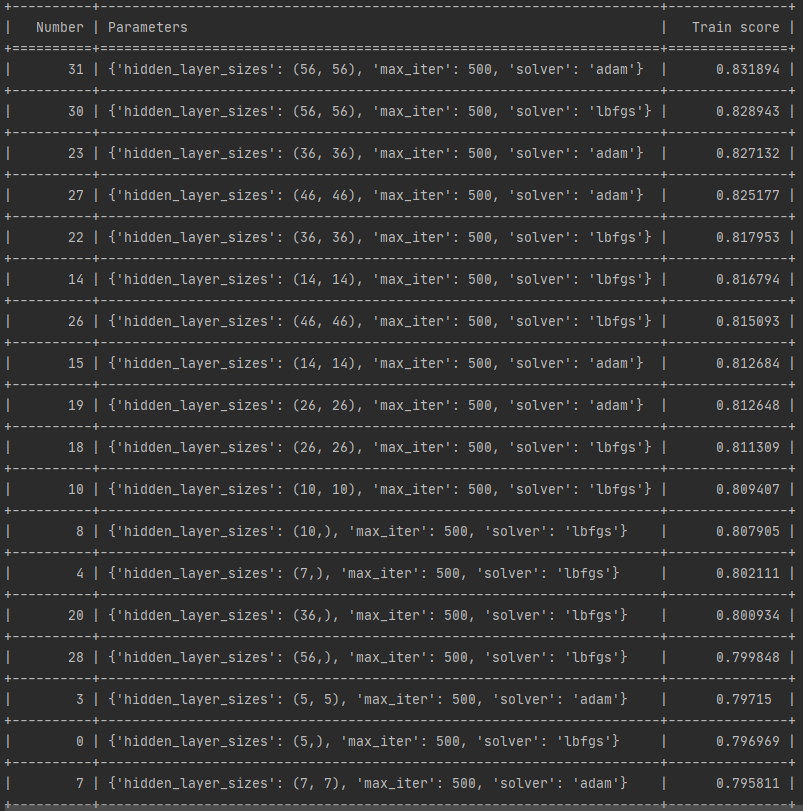 +----------+----------------------------------------------------------------------+---------------+
|   Number | Parameters                                                           |   Train score |
+==========+======================================================================+===============+
|       31 | {'hidden_layer_sizes': (56, 56), 'max_iter': 500, 'solver': 'adam'}  |      0.831894 |
+----------+----------------------------------------------------------------------+---------------+
|       30 | {'hidden_layer_sizes': (56, 56), 'max_iter': 500, 'solver': 'lbfgs'} |      0.828943 |
+----------+----------------------------------------------------------------------+---------------+
|       23 | {'hidden_layer_sizes': (36, 36), 'max_iter': 500, 'solver': 'adam'}  |      0.827132 |
+----------+----------------------------------------------------------------------+---------------+
|       27 | {'hidden_layer_sizes': (46, 46), 'max_iter': 500, 'solver': 'adam'}  |      0.825177 |
+----------+----------------------------------------------------------------------+---------------+
|       22 | {'hidden_layer_sizes': (36, 36), 'max_iter': 500, 'solver': 'lbfgs'} |      0.817953 |
+----------+----------------------------------------------------------------------+---------------+
|       14 | {'hidden_layer_sizes': (14, 14), 'max_iter': 500, 'solver': 'lbfgs'} |      0.816794 |
+----------+----------------------------------------------------------------------+---------------+
|       26 | {'hidden_layer_sizes': (46, 46), 'max_iter': 500, 'solver': 'lbfgs'} |      0.815093 |
+----------+----------------------------------------------------------------------+---------------+
|       15 | {'hidden_layer_sizes': (14, 14), 'max_iter': 500, 'solver': 'adam'}  |      0.812684 |
+----------+----------------------------------------------------------------------+---------------+
|       19 | {'hidden_layer_sizes': (26, 26), 'max_iter': 500, 'solver': 'adam'}  |      0.812648 |
+----------+----------------------------------------------------------------------+---------------+
|       18 | {'hidden_layer_sizes': (26, 26), 'max_iter': 500, 'solver': 'lbfgs'} |      0.811309 |
+----------+----------------------------------------------------------------------+---------------+
|       10 | {'hidden_layer_sizes': (10, 10), 'max_iter': 500, 'solver': 'lbfgs'} |      0.809407 |
+----------+----------------------------------------------------------------------+---------------+
|        8 | {'hidden_layer_sizes': (10,), 'max_iter': 500, 'solver': 'lbfgs'}    |      0.807905 |
+----------+----------------------------------------------------------------------+---------------+
|        4 | {'hidden_layer_sizes': (7,), 'max_iter': 500, 'solver': 'lbfgs'}     |      0.802111 |
+----------+----------------------------------------------------------------------+---------------+
|       20 | {'hidden_layer_sizes': (36,), 'max_iter': 500, 'solver': 'lbfgs'}    |      0.800934 |
+----------+----------------------------------------------------------------------+---------------+
|       28 | {'hidden_layer_sizes': (56,), 'max_iter': 500, 'solver': 'lbfgs'}    |      0.799848 |
+----------+----------------------------------------------------------------------+---------------+
|        3 | {'hidden_layer_sizes': (5, 5), 'max_iter': 500, 'solver': 'adam'}    |      0.79715  |
+----------+----------------------------------------------------------------------+---------------+
|        0 | {'hidden_layer_sizes': (5,), 'max_iter': 500, 'solver': 'lbfgs'}     |      0.796969 |
+----------+----------------------------------------------------------------------+---------------+
|        7 | {'hidden_layer_sizes': (7, 7), 'max_iter': 500, 'solver': 'adam'}    |      0.795811 |
+----------+----------------------------------------------------------------------+---------------+